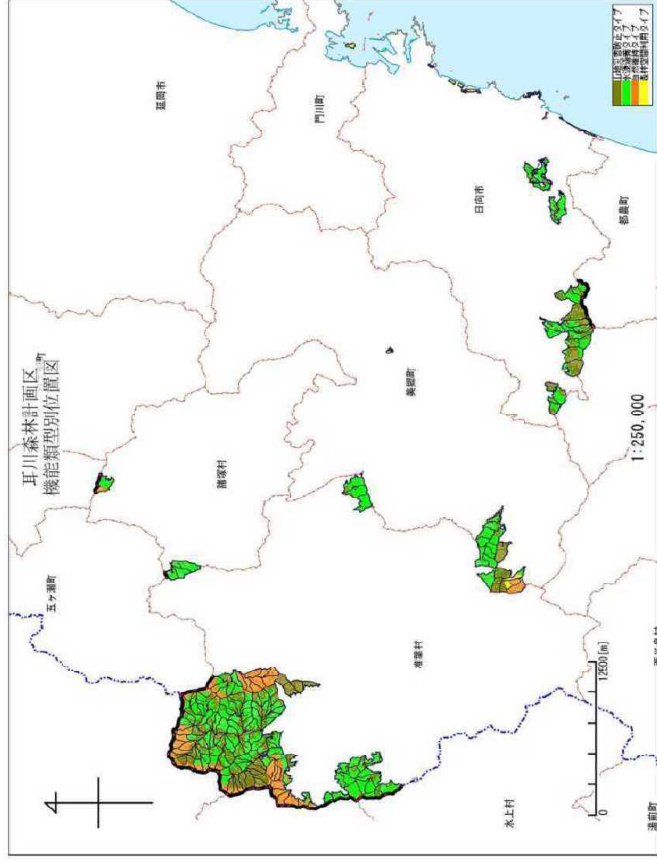 耳川森林計画区
機能類型別位置図
延岡市
門川町
五ヶ瀬町
諸塚村
日向市
美郷町
都農町
椎葉村
水上村
湯前町
1:250,000
0
12500[m]
山地災害防止タイプ
水源涵養タイプ
自然維持タイプ
森林空間利用タイプ